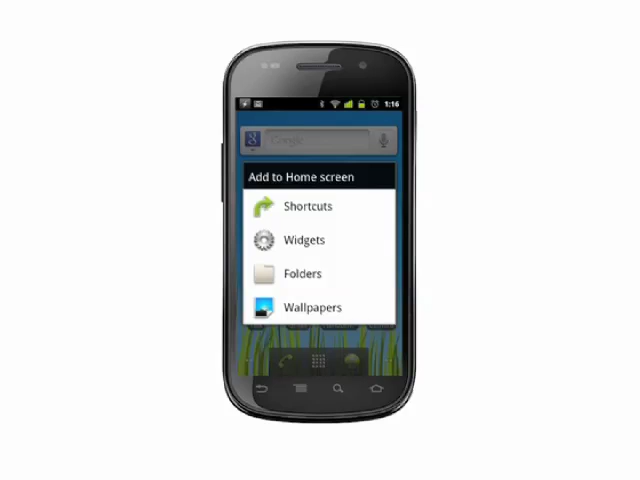 1:16
Google
Add to Home screen
Shortcuts
Widgets
Folders
Wallpapers